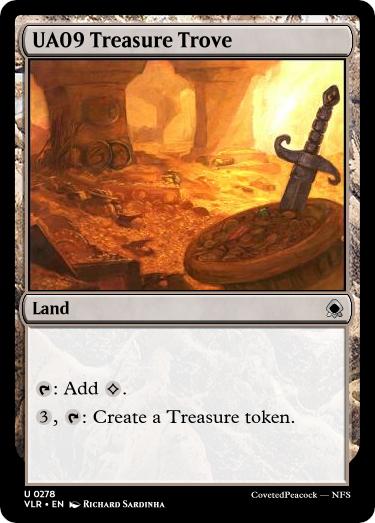 UA09 Treasure Trove
Land
: Add .
3, : Create a Treasure token.
U 0278
VLR • EN Richard Sardinha
CovetedPeacock — NFS